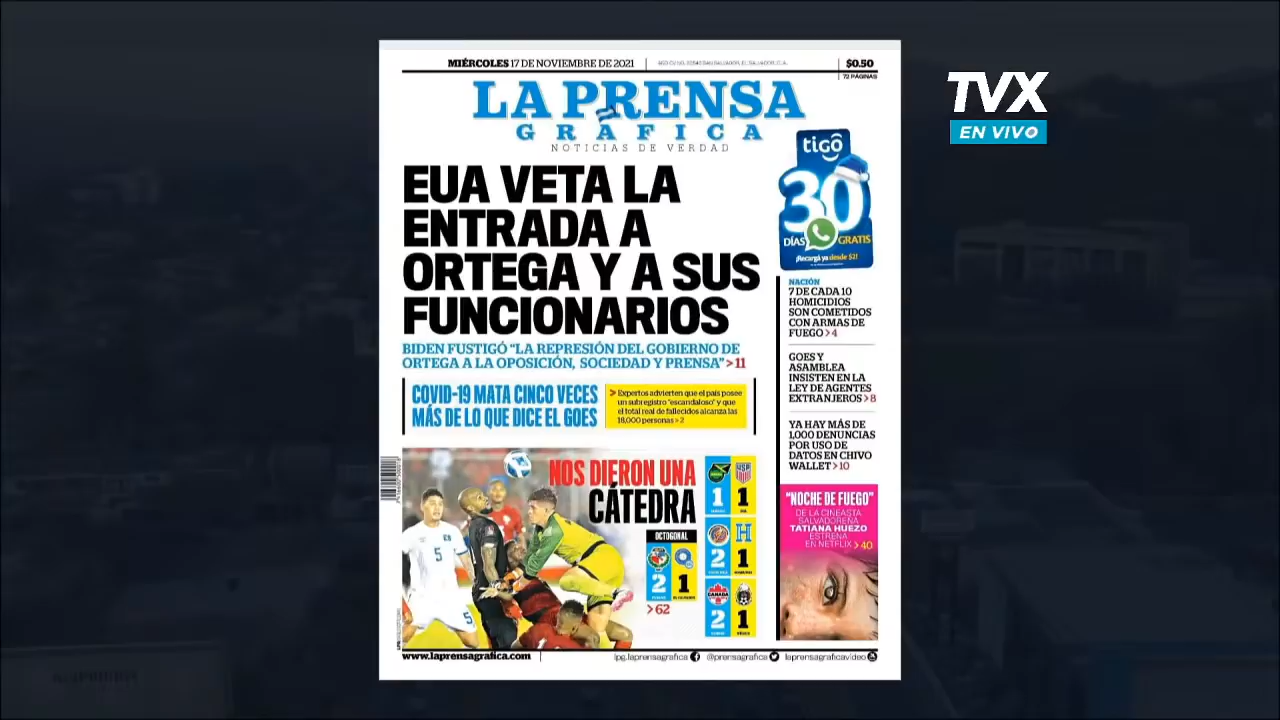 MIÉRCOLES 17 DE NOVIEMBRE DE 2021
$0.50
72 PÁGINAS
LA PRENSA
GRÁFICA
NOTICIAS DE VERDAD
TVX
EN VIVO
EUA VETA LA
ENTRADA A
ORTEGA Y A SUS
FUNCIONARIOS
BIDEN FUSTIGÓ “LA REPRESIÓN DEL GOBIERNO DE
ORTEGA A LA OPOSICIÓN, SOCIEDAD Y PRENSA” >11
COVID-19 MATA CINCO VECES
MÁS DE LO QUE DICE EL GOES
> Expertos advierten que el país posee
un subregistro "escandaloso" y que
el total real de fallecidos alcanza las
18,000 personas > 2
tigo
30
DÍAS GRATIS
¡Recargá ya desde $2!
NACIÓN
7 DE CADA 10
HOMICIDIOS
SON COMETIDOS
CON ARMAS DE
FUEGO >4
GOES Y
ASAMBLEA
INSISTEN EN LA
LEY DE AGENTES
EXTRANJEROS >8
YA HAY MÁS DE
1,000 DENUNCIAS
POR USO DE
DATOS EN CHIVO
WALLET >10
“NOCHE DE FUEGO”
DE LA CINEASTA
SALVADOREÑA
TATIANA HUEZO
ESTRENA
EN NETFLIX >40
NOS DIERON UNA
CÁTEDRA
OCTOGONAL
2 1
>62
1 1
2 1
CANADA
2 1
5
5
www.laprensagrafica.com
lpg.laprensagrafica
@prensagrafica
laprensagraficavideo